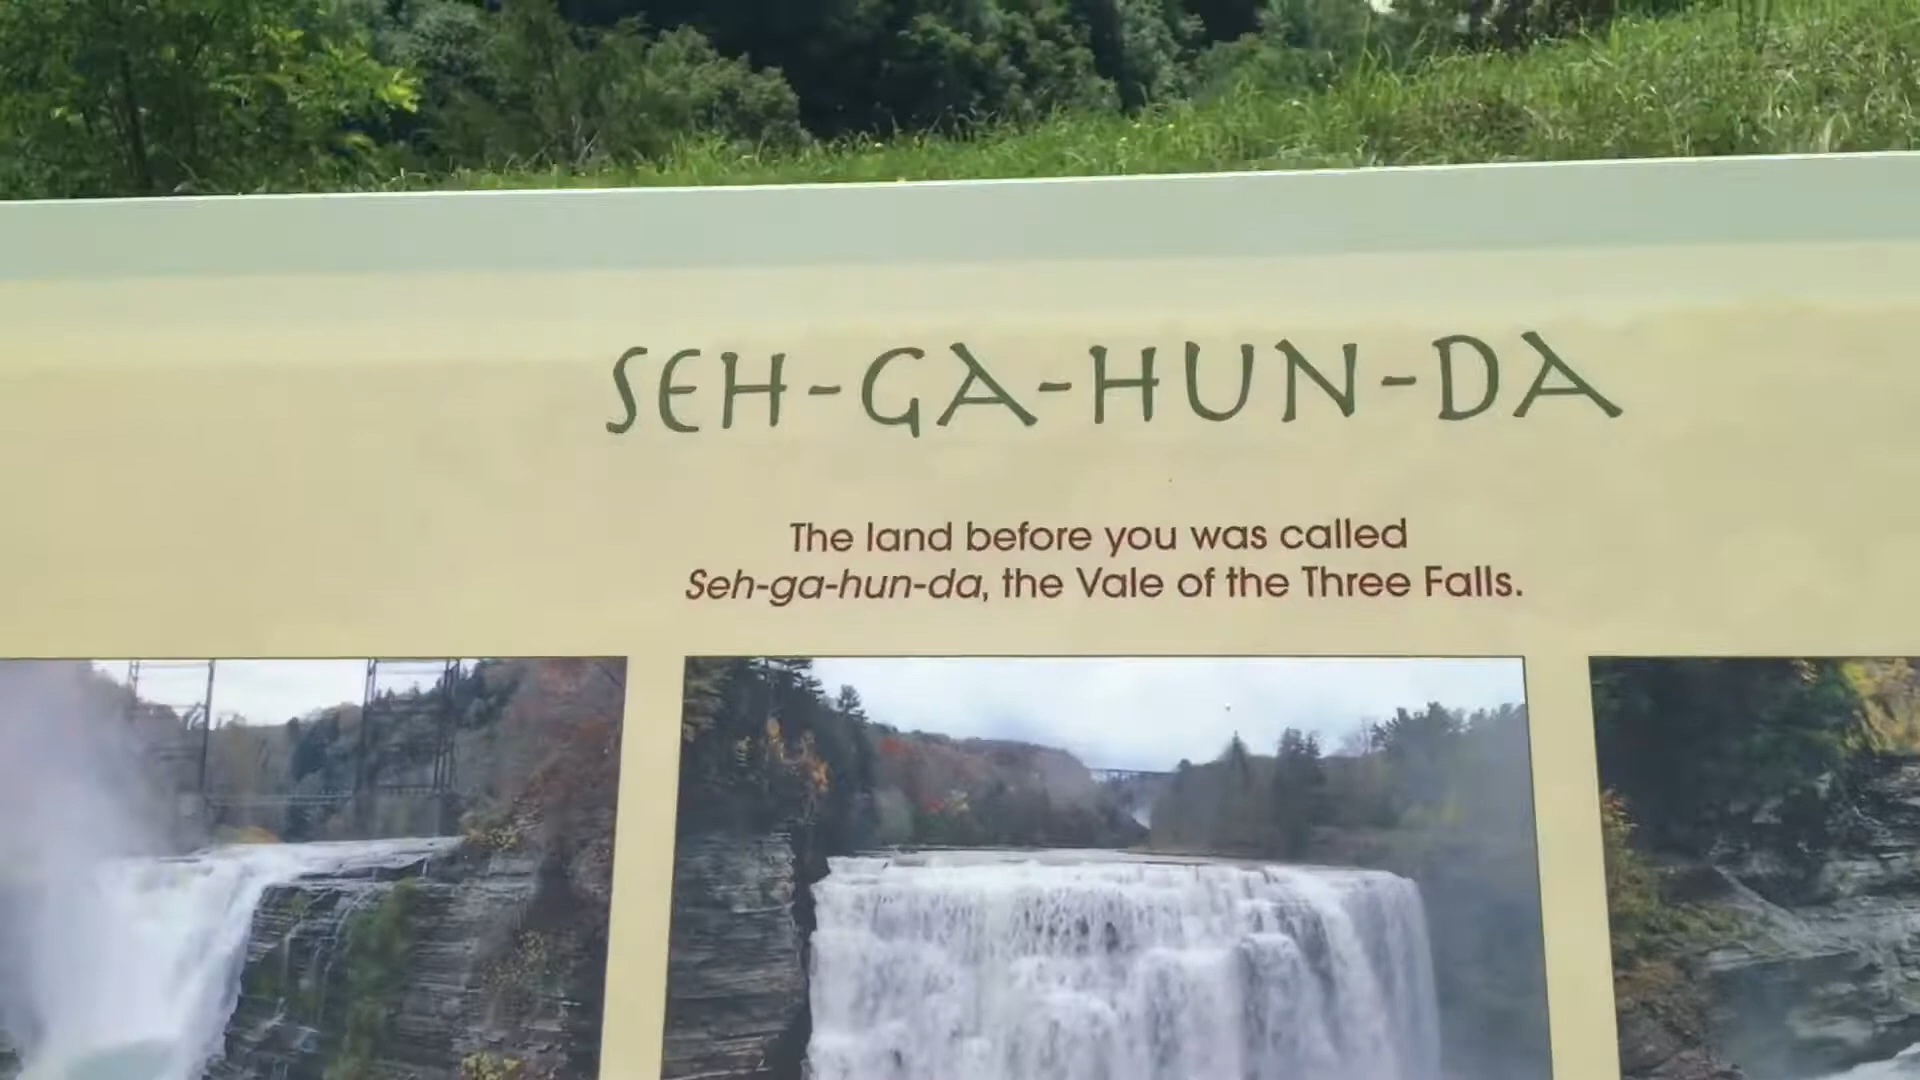 SEH-GA-HUN-DA
The land before you was called
Seh-ga-hun-da, the Vale of the Three Falls.